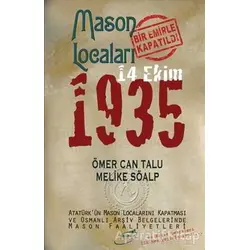 Mason
Locaları
BİR EMİRLE
KAPATILDI
14 Ekim
1935
ÖMER CAN TALU
MELİKE SÖALP
ATATÜRK'ÜN MASON LOCALARINI KAPATMASI
VE OSMANLI ARŞİV BELGELERİNDE
MASON FAALİYETLERİ